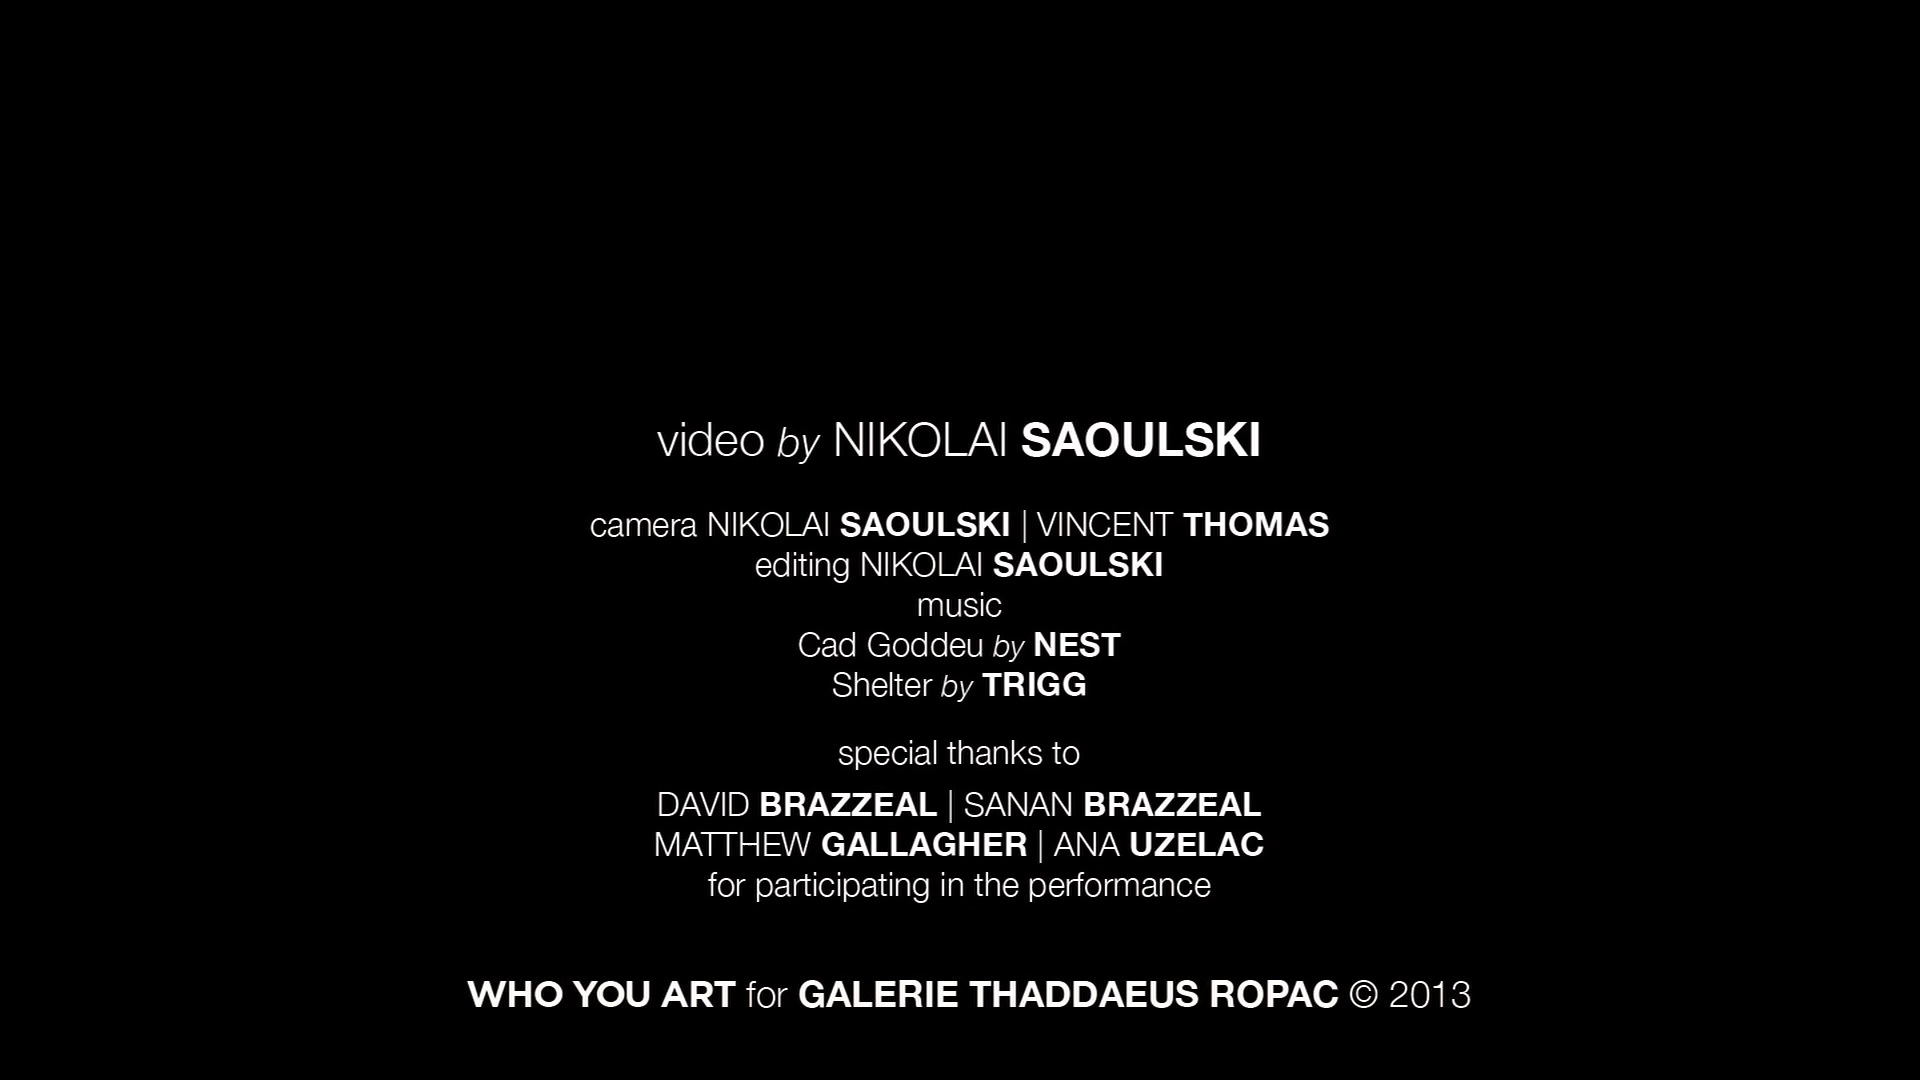 video by NIKOLAI SAOULSKI
camera NIKOLAI SAOULSKI | VINCENT THOMAS
editing NIKOLAI SAOULSKI
music
Cad Goddeu by NEST
Shelter by TRIGG
special thanks to
DAVID BRAZZEAL | SANAN BRAZZEAL
MATTHEW GALLAGHER | ANA UZELAC
for participating in the performance
WHO YOU ART for GALERIE THADDAEUS ROPAC © 2013